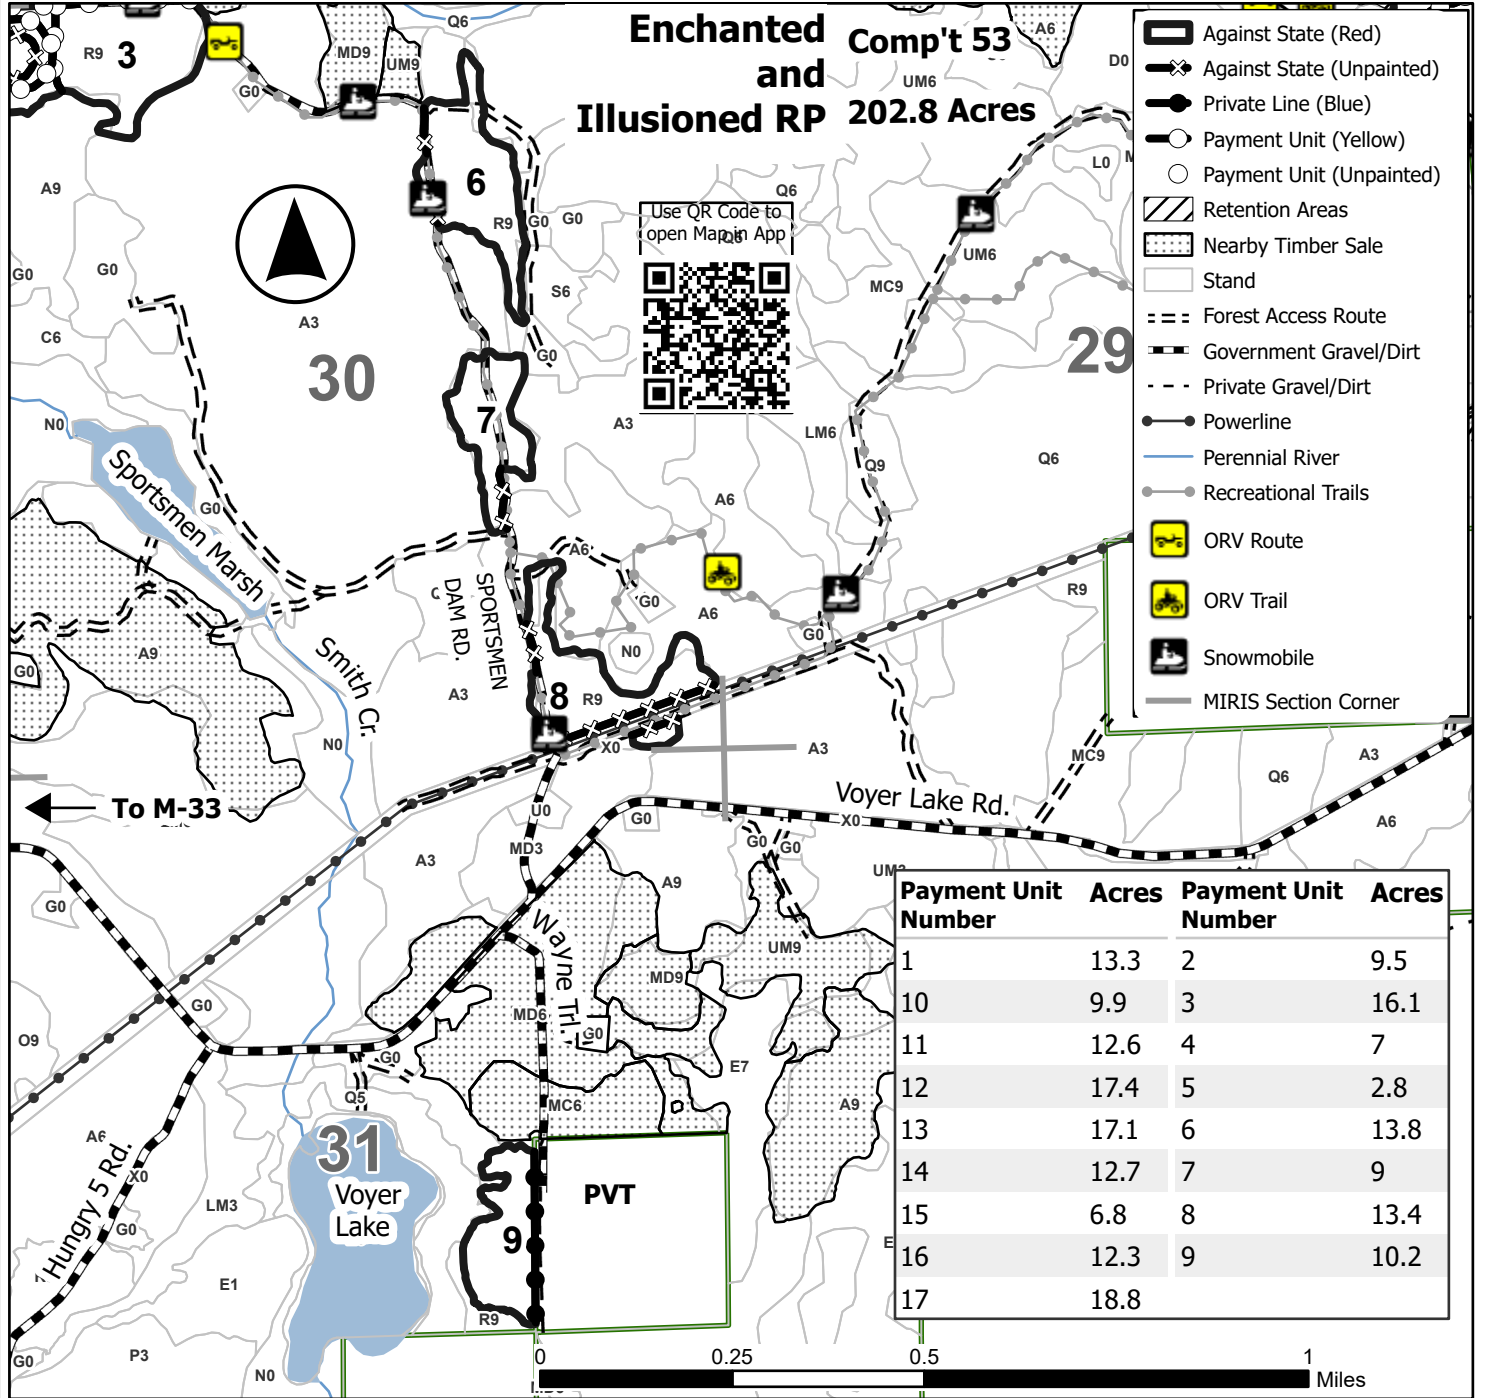 Enchanted
and
Illusioned RP
Comp't 53
202.8 Acres
Against State (Red)
Against State (Unpainted)
Private Line (Blue)
Payment Unit (Yellow)
Payment Unit (Unpainted)
Retention Areas
Nearby Timber Sale
Stand
Forest Access Route
Government Gravel/Dirt
Private Gravel/Dirt
Powerline
Perennial River
Recreational Trails
ORV Route
ORV Trail
Snowmobile
MIRIS Section Corner
R9
3
G0
MD9
UM9
Q6
A6
D0
UM6
L0
M
A9
6
R9
G0
G0
Q6
Use QR Code to
open Map in App
UM6
G0
G0
S6
MC9
A3
C6
30
G0
29
7
A3
LM6
N0
Q9
Q6
Sportsmen Marsh
G0
A6
A6
SPORTSMEN
DAM RD.
G0
A6
R9
G0
A9
G0
N0
Smith Cr.
A3
8
R9
N0
X0
A3
MC9
A3
Q6
To M-33
U0
G0
Voyer Lake Rd.
X0
A6
MD3
A3
G0
G0
A9
G0
Wayne Trl.
UM9
MD9
G0
MD6
G0
O9
G0
E7
Q5
MC6
A9
A6
31
Hungry 5 Rd.
X0
Voyer
Lake
PVT
LM3
G0
9
E
E1
R9
P3
G0
N0
Payment Unit Number Acres Payment Unit Number Acres
1 13.3 2 9.5
10 9.9 3 16.1
11 12.6 4 7
12 17.4 5 2.8
13 17.1 6 13.8
14 12.7 7 9
15 6.8 8 13.4
16 12.3 9 10.2
17 18.8
0 0.25 0.5 1
Miles